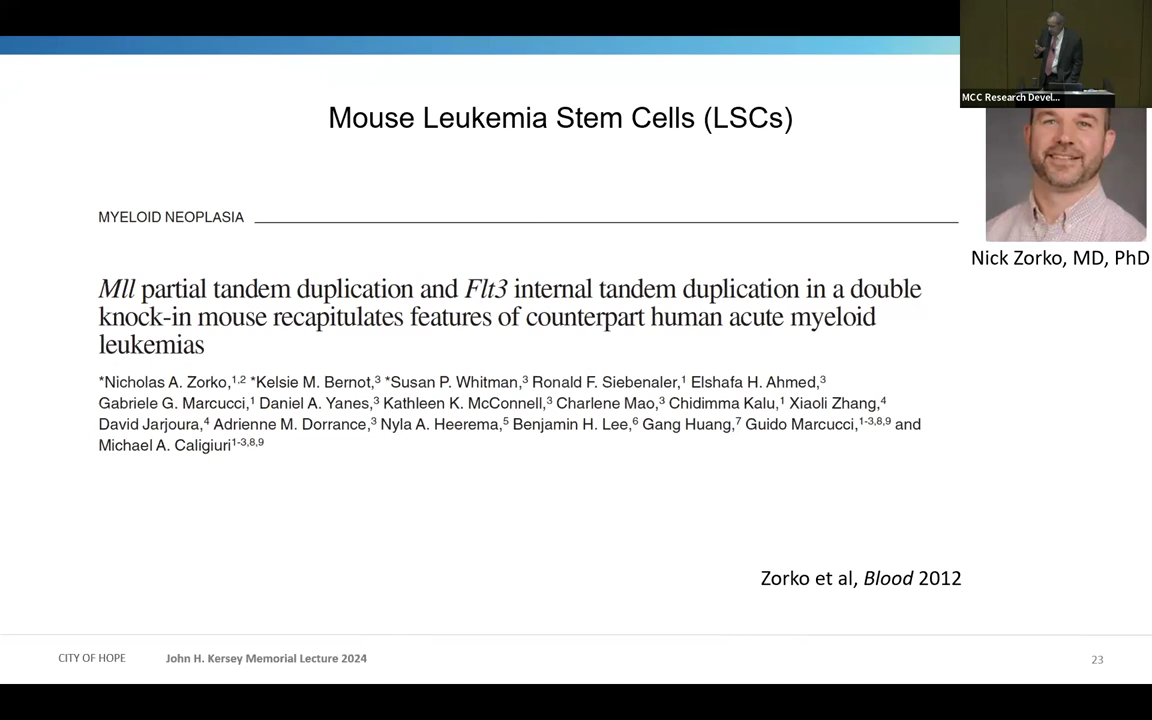 MCC Research Devel...
Mouse Leukemia Stem Cells (LSCs)
Nick Zorko, MD, PhD
MYELOID NEOPLASIA
Mll partial tandem duplication and Flt3 internal tandem duplication in a double
knock-in mouse recapitulates features of counterpart human acute myeloid
leukemias
*Nicholas A. Zorko,1,2 *Kelsie M. Bernot,3 *Susan P. Whitman,3 Ronald F. Siebenaler,1 Elshafa H. Ahmed,3
Gabriele G. Marcucci,1 Daniel A. Yanes,3 Kathleen K. McConnell,3 Charlene Mao,3 Chidimma Kalu,1 Xiaoli Zhang,4
David Jarjoura,4 Adrienne M. Dorrance,3 Nyla A. Heerema,5 Benjamin H. Lee,6 Gang Huang,7 Guido Marcucci,1-3,8,9 and
Michael A. Caligiuri1-3,8,9
Zorko et al, Blood 2012
CITY OF HOPE
John H. Kersey Memorial Lecture 2024
23